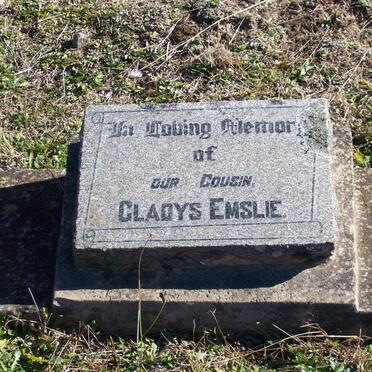 In Loving Memory
of
OUR COUSIN,
GLADYS EMSLIE.